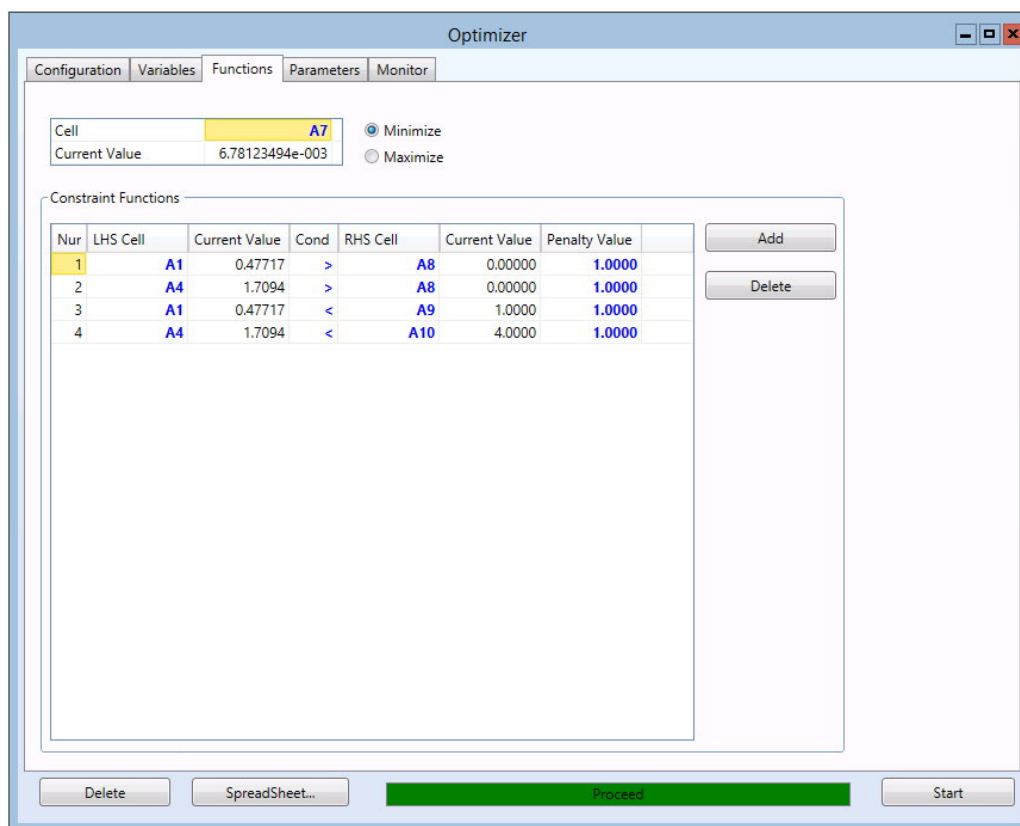 Optimizer
Configuration Variables Functions Parameters Monitor
Cell A7 Minimize
Current Value 6.78123494e-003 Maximize
Constraint Functions
Nur LHS Cell Current Value Cond RHS Cell Current Value Penalty Value Add
1 A1 0.47717 > A8 0.00000 1.0000
2 A4 1.7094 > A8 0.00000 1.0000 Delete
3 A1 0.47717 < A9 1.0000 1.0000
4 A4 1.7094 < A10 4.0000 1.0000
Delete SpreadSheet... Proceed Start